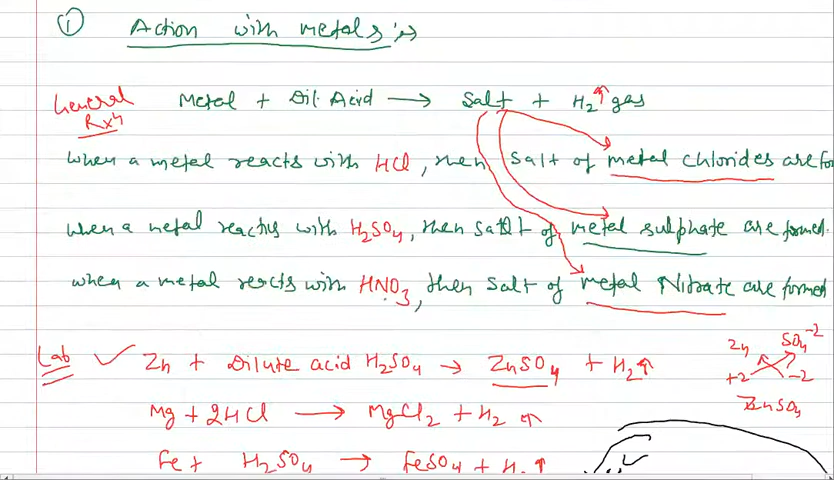 ① Action with metals :→
General Rxⁿ Metal + Dil. Acid → Salt + H₂↑ gas
when a metal reacts with HCl, then salt of metal chlorides are for
when a metal reacts with H₂SO₄, then salt of metal sulphate are formed.
when a metal reacts with HNO₃, then salt of metal Nitrate are formed
Lab ✓ Zn + Dilute acid H₂SO₄ → ZnSO₄ + H₂↑
Zn SO₄⁻²
+2 -2
ZnSO₄
Mg + 2HCl → MgCl₂ + H₂ ↑
Fe + H₂SO₄ → FeSO₄ + H₂↑